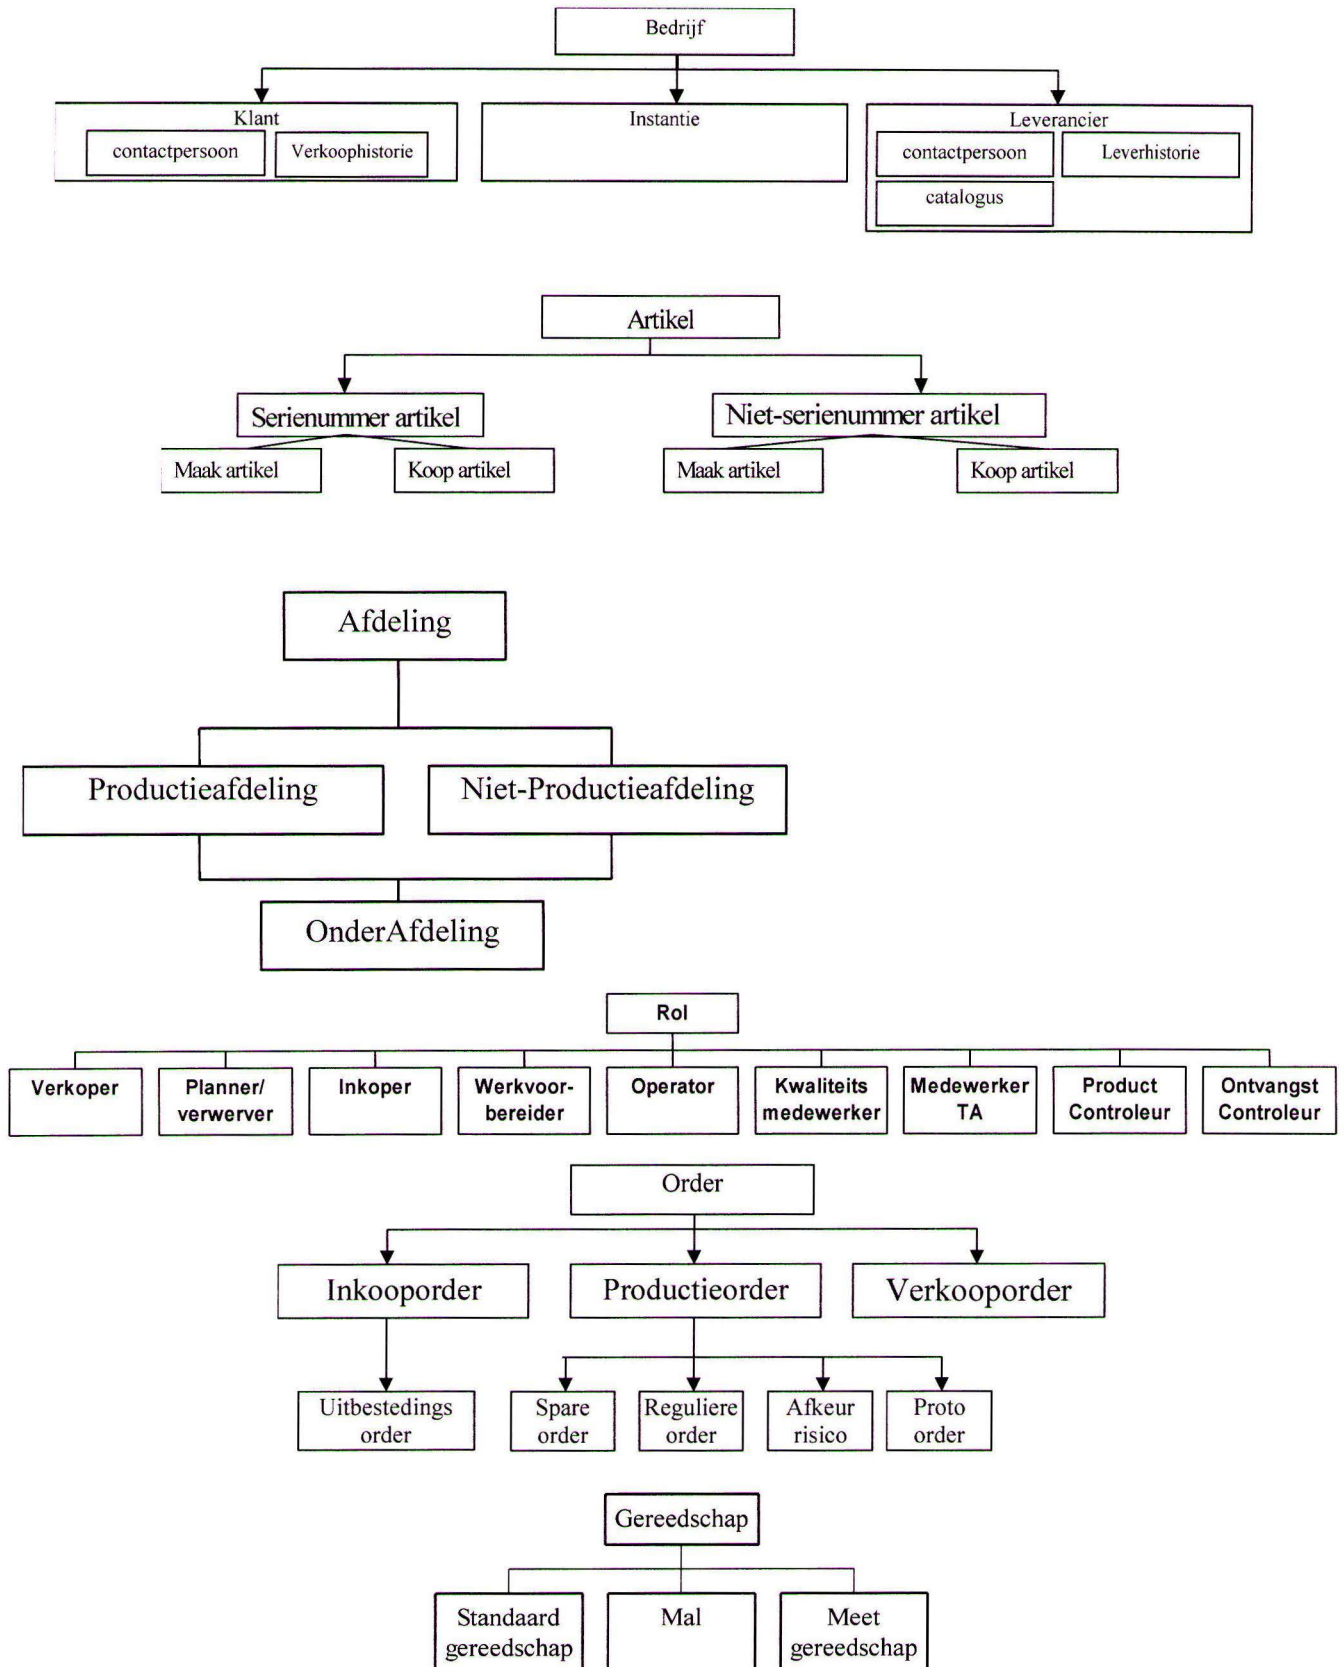 Bedrijf
Klant
contactpersoon
Verkoophistorie
Instantie
Leverancier
contactpersoon
Leverhistorie
catalogus
Artikel
Serienummer artikel
Niet-serienummer artikel
Maak artikel
Koop artikel
Maak artikel
Koop artikel
Afdeling
Productieafdeling
Niet-Productieafdeling
OnderAfdeling
Rol
Verkoper
Planner/
verwerver
Inkoper
Werkvoor-
bereider
Operator
Kwaliteits
medewerker
Medewerker
TA
Product
Controleur
Ontvangst
Controleur
Order
Inkooporder
Productieorder
Verkooporder
Uitbestedings
order
Spare
order
Reguliere
order
Afkeur
risico
Proto
order
Gereedschap
Standaard
gereedschap
Mal
Meet
gereedschap